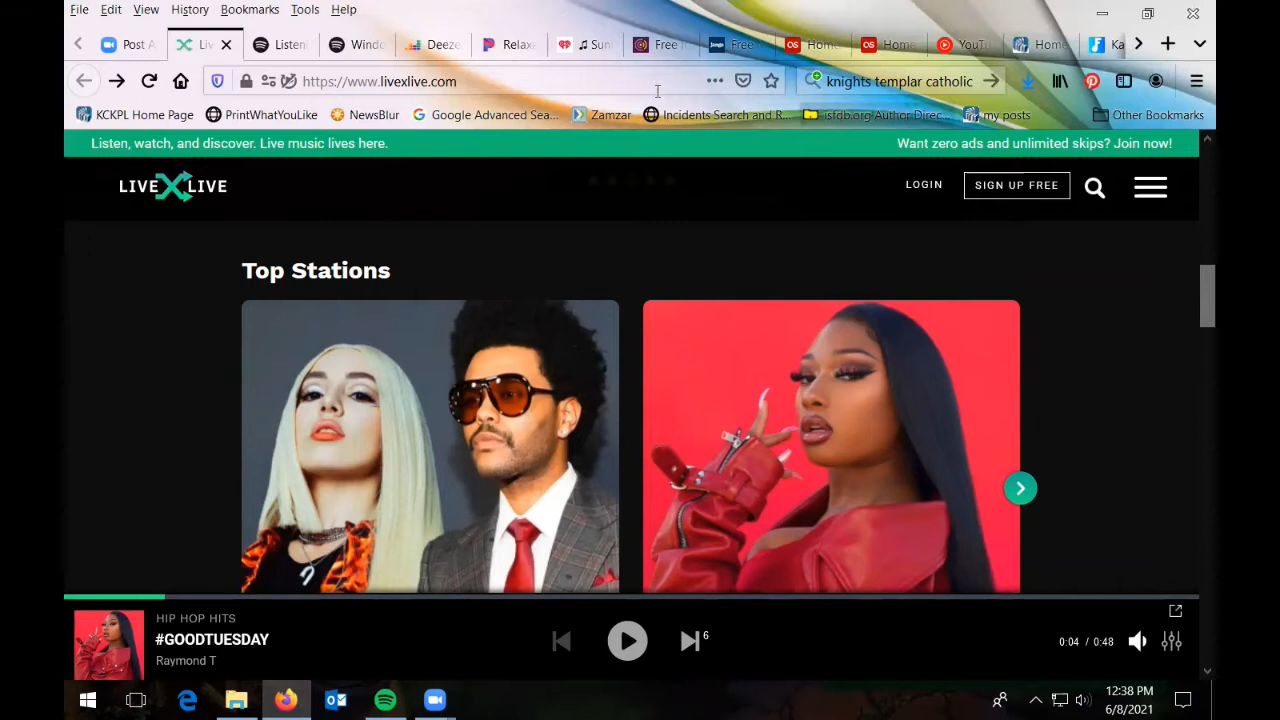 File Edit View History Bookmarks Tools Help
Post A Liv Listen Windo Deeze Relaxa ♫ Sun Free Free Home Home YouTu Home Ka
https://www.livexlive.com knights templar catholic
KCKPL Home Page PrintWhatYouLike NewsBlur Google Advanced Sea... Zamzar Incidents Search and R... isfdb.org Author Direc... my posts Other Bookmarks
Listen, watch, and discover. Live music lives here. Want zero ads and unlimited skips? Join now!
LIVE X LIVE LOGIN SIGN UP FREE
Top Stations
HIP HOP HITS
#GOODTUESDAY
Raymond T
6
0:04 / 0:48
12:38 PM
6/8/2021